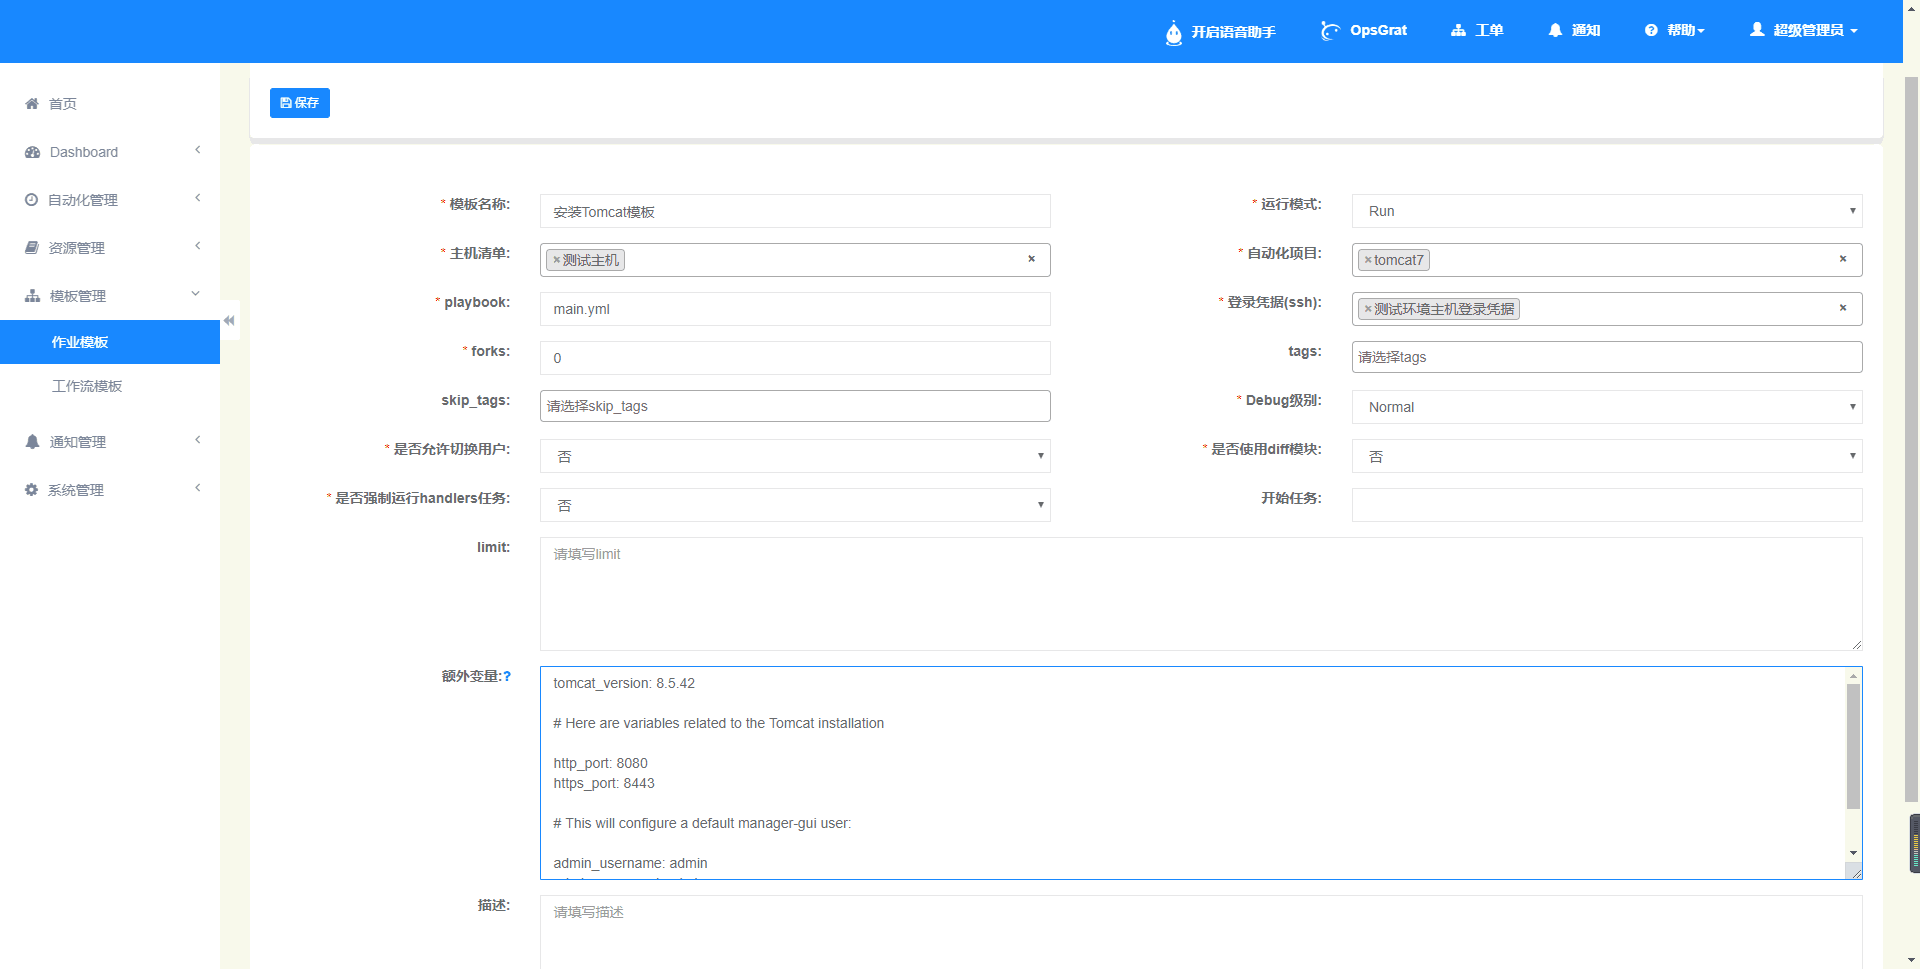 开启语音助手
OpsGrat
工单
通知
帮助
超级管理员
首页
Dashboard
自动化管理
资源管理
模板管理
作业模板
工作流模板
通知管理
系统管理
保存
* 模板名称: 安装Tomcat模板
* 运行模式: Run
* 主机清单: ×测试主机 ×
* 自动化项目: ×tomcat7 ×
* playbook: main.yml
* 登录凭据(ssh): ×测试环境主机登录凭据 ×
* forks: 0
tags: 请选择tags
skip_tags: 请选择skip_tags
* Debug级别: Normal
* 是否允许切换用户: 否
* 是否使用diff模块: 否
* 是否强制运行handlers任务: 否
开始任务:
limit: 请填写limit
额外变量:?
tomcat_version: 8.5.42
# Here are variables related to the Tomcat installation
http_port: 8080
https_port: 8443
# This will configure a default manager-gui user:
admin_username: admin
描述: 请填写描述